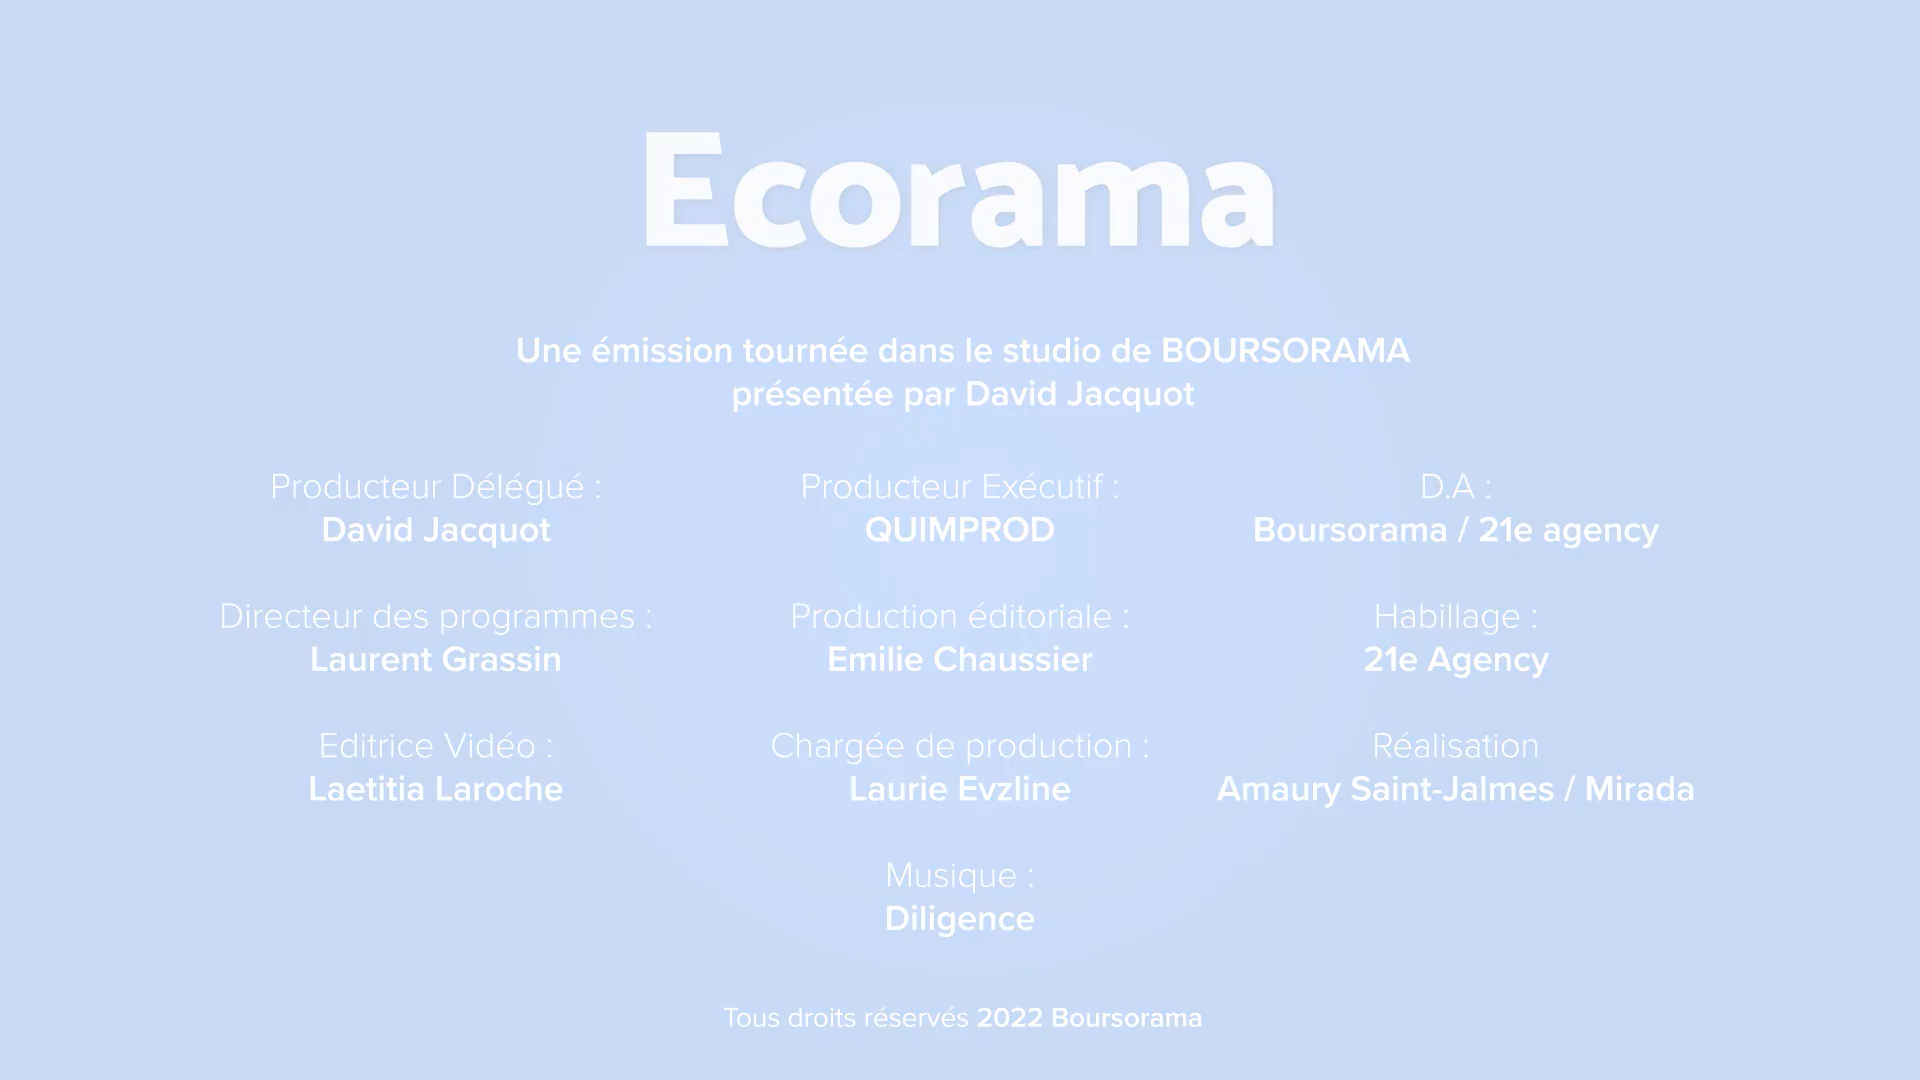 Ecorama
Une émission tournée dans le studio de BOURSORAMA
présentée par David Jacquot
Producteur Délégué :
David Jacquot
Producteur Exécutif :
QUIMPROD
D.A :
Boursorama / 21e agency
Directeur des programmes :
Laurent Grassin
Production éditoriale :
Emilie Chaussier
Habillage :
21e Agency
Editrice Vidéo :
Laetitia Laroche
Chargée de production :
Laurie Evzline
Réalisation
Amaury Saint-Jalmes / Mirada
Musique :
Diligence
Tous droits réservés 2022 Boursorama